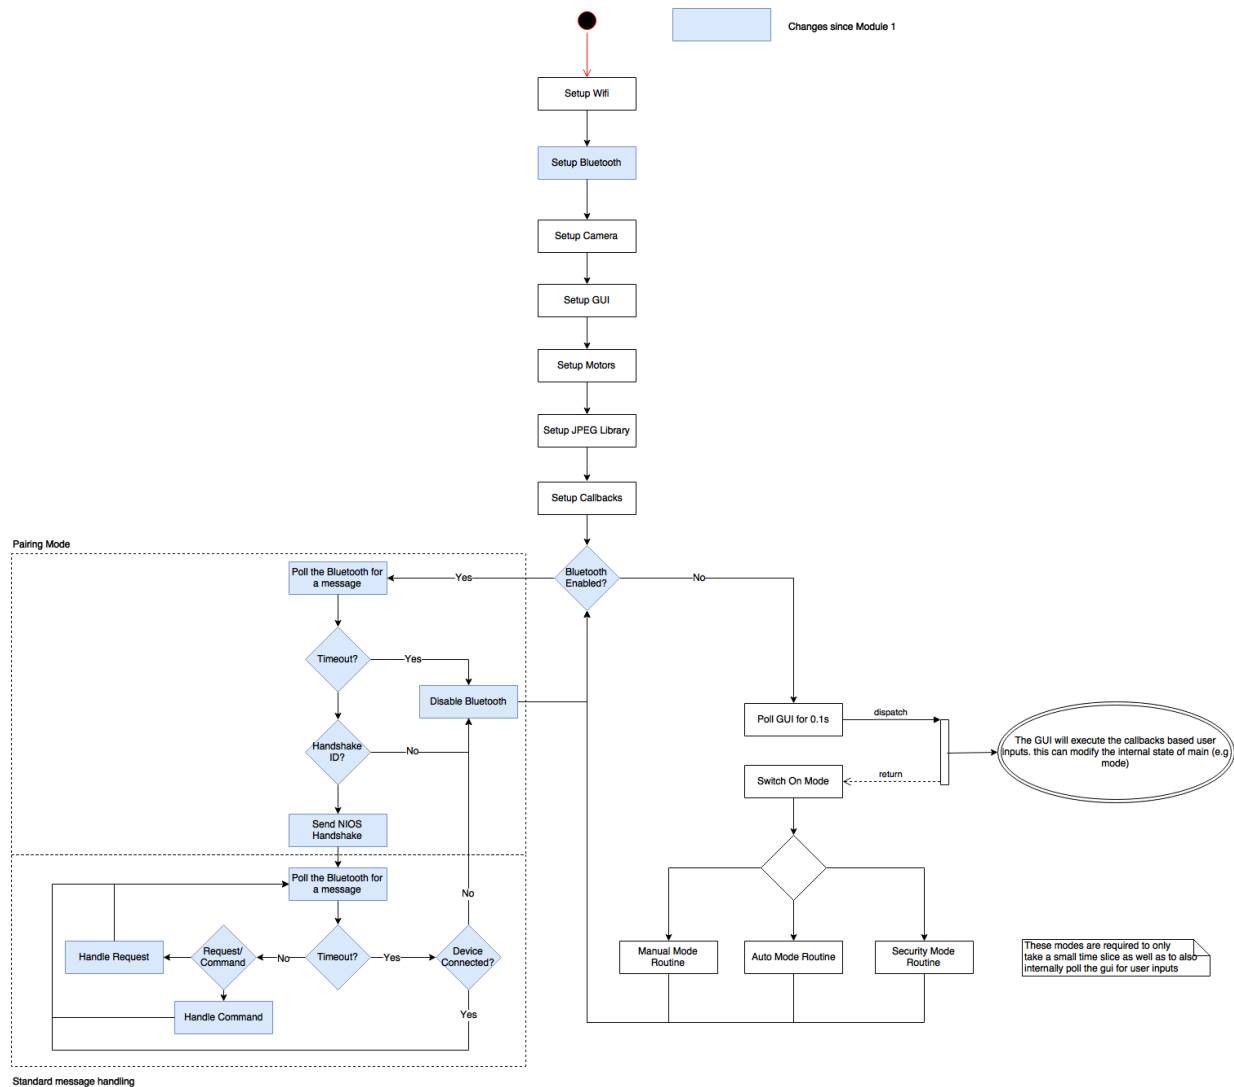 Changes since Module 1
Setup Wifi
Setup Bluetooth
Setup Camera
Setup GUI
Setup Motors
Setup JPEG Library
Setup Callbacks
Pairing Mode
Poll the Bluetooth for
a message
Yes
Bluetooth
Enabled?
No
Timeout?
Yes
Disable Bluetooth
Handshake
ID?
No
Send NIOS
Handshake
Poll GUI for 0.1s
dispatch
The GUI will execute the callbacks based user
inputs. this can modify the internal state of main (e.g
mode)
Switch On Mode
return
Poll the Bluetooth for
a message
No
Handle Request
Request/
Command
No
Timeout?
Yes
Device
Connected?
Handle Command
Yes
Manual Mode
Routine
Auto Mode Routine
Security Mode
Routine
These modes are required to only
take a small time slice as well as to also
internally poll the gui for user inputs
Standard message handling